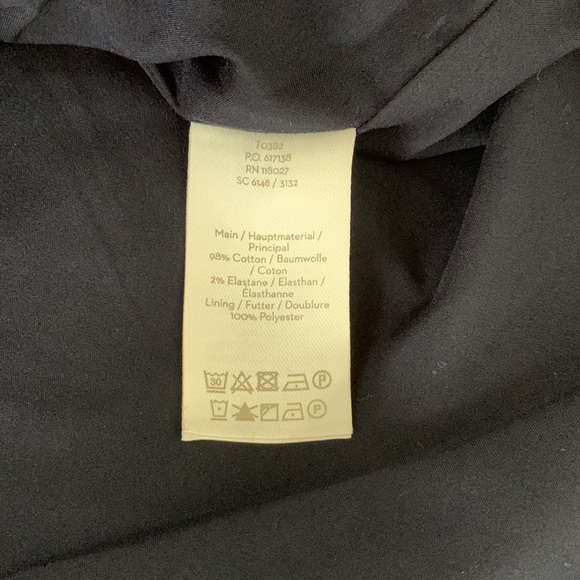 T0382
P.O. 617138
RN 118027
SC 6148 / 3132
Main / Hauptmaterial /
Principal
98% Cotton / Baumwolle
/ Coton
2% Elastane / Elasthan /
Élasthanne
Lining / Futter / Doublure
100% Polyester
30 P
P